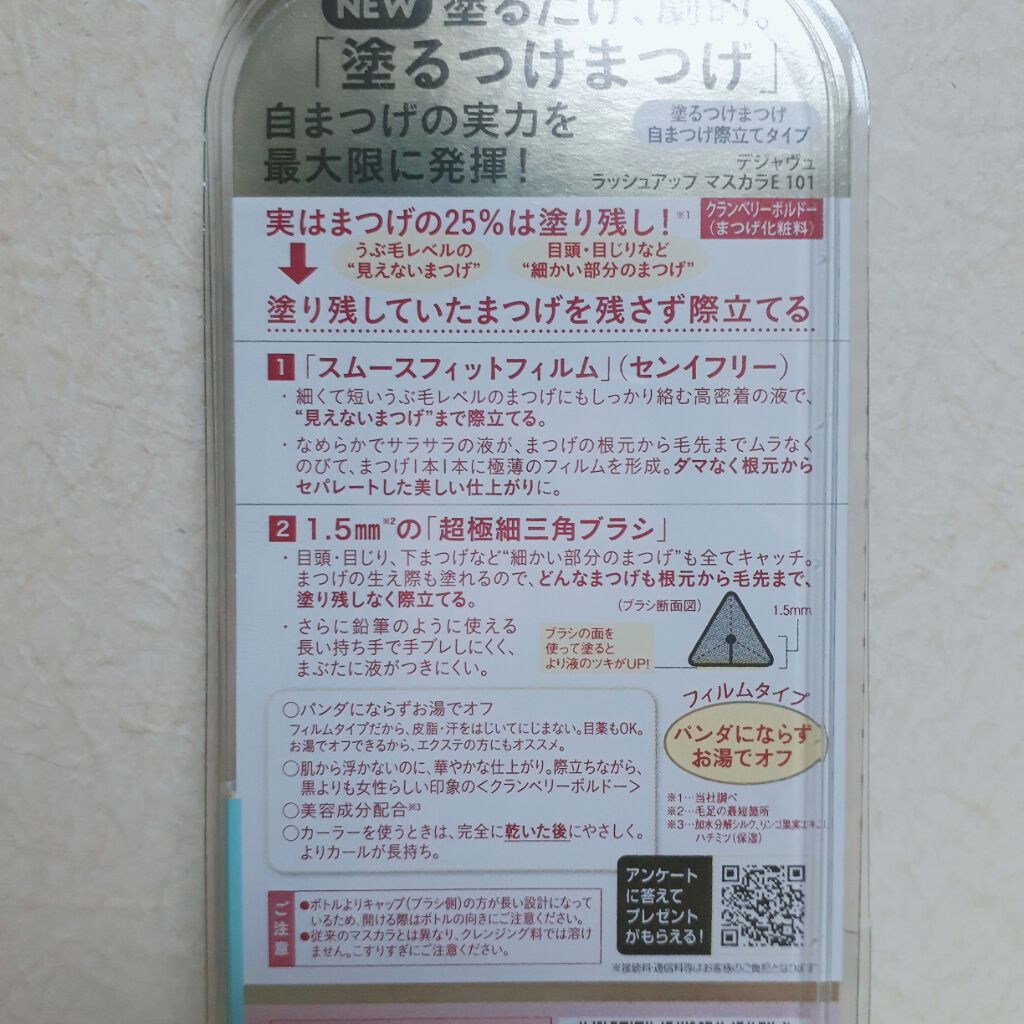 NEW 塗るだけ、劇的。
「塗るつけまつげ」
自まつげの実力を
最大限に発揮!
塗るつけまつげ
自まつげ際立てタイプ
デジャヴュ
ラッシュアップ マスカラE 101
クランベリーボルドー
(まつげ化粧料)
実はまつげの25%は塗り残し!※1
うぶ毛レベルの
“見えないまつげ”
目頭・目じりなど
“細かい部分のまつげ”
塗り残していたまつげを残さず際立てる
1「スムースフィットフィルム」(センイフリー)
・細くて短いうぶ毛レベルのまつげにもしっかり絡む高密着の液で、
“見えないまつげ”まで際立てる。
・なめらかでサラサラの液が、まつげの根元から毛先までムラなく
のびて、まつげ1本1本に極薄のフィルムを形成。ダマなく根元から
セパレートした美しい仕上がりに。
2 1.5㎜※2の「超極細三角ブラシ」
・目頭・目じり、下まつげなど“細かい部分のまつげ”も全てキャッチ。
まつげの生え際も塗れるので、どんなまつげも根元から毛先まで、
塗り残しなく際立てる。
(ブラシ断面図)
1.5mm
・さらに鉛筆のように使える
長い持ち手で手ブレしにくく、
まぶたに液がつきにくい。
ブラシの面を
使って塗ると
より液のツキがUP!
○パンダにならずお湯でオフ
フィルムタイプだから、皮脂・汗をはじいてにじまない。目薬もOK。
お湯でオフできるから、エクステの方にもオススメ。
○肌から浮かないのに、華やかな仕上がり。際立ちながら、
黒よりも女性らしい印象の<クランベリーボルドー>
○美容成分配合※3
○カーラーを使うときは、完全に乾いた後にやさしく。
よりカールが長持ち。
フィルムタイプ
パンダにならず
お湯でオフ
※1…当社調べ
※2…毛足の最短箇所
※3…加水分解シルク、リンゴ果実エキス、
ハチミツ(保湿)
ご注意
●ボトルよりキャップ(ブラシ側)の方が長い設計になって
いるため、開ける際はボトルの向きにご注意ください。
●従来のマスカラとは異なり、クレンジング料では溶け
ません。こすりすぎにご注意ください。
アンケート
に答えて
プレゼント
がもらえる!
※接続料・通信料等はお客様のご負担となります。